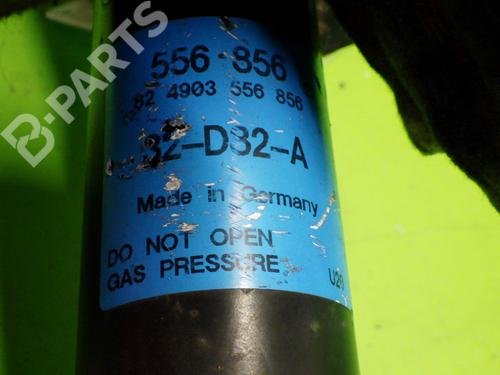 B-PARTS
556 856
82 4903 556 856
32-D32-A
Made in Germany
DO NOT OPEN
GAS PRESSURE